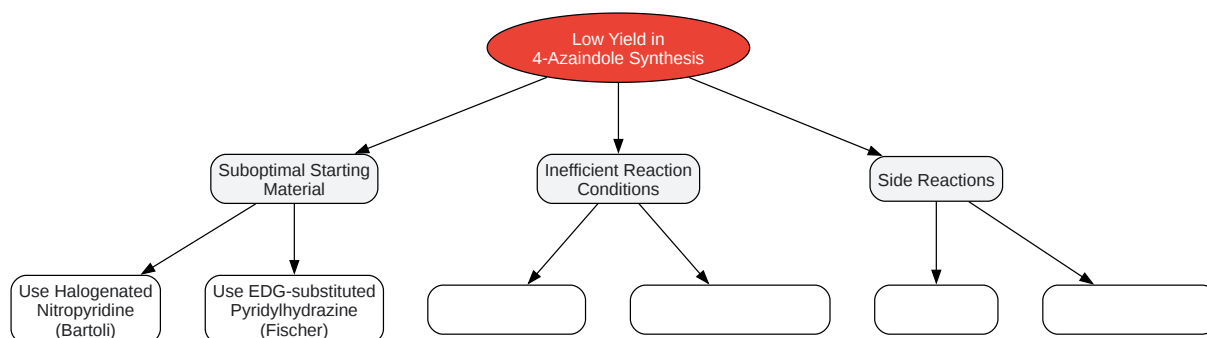 Low Yield in
4-Azaindole Synthesis
Suboptimal Starting
Material
Inefficient Reaction
Conditions
Side Reactions
Use Halogenated
Nitropyridine
(Bartoli)
Use EDG-substituted
Pyridylhydrazine
(Fischer)